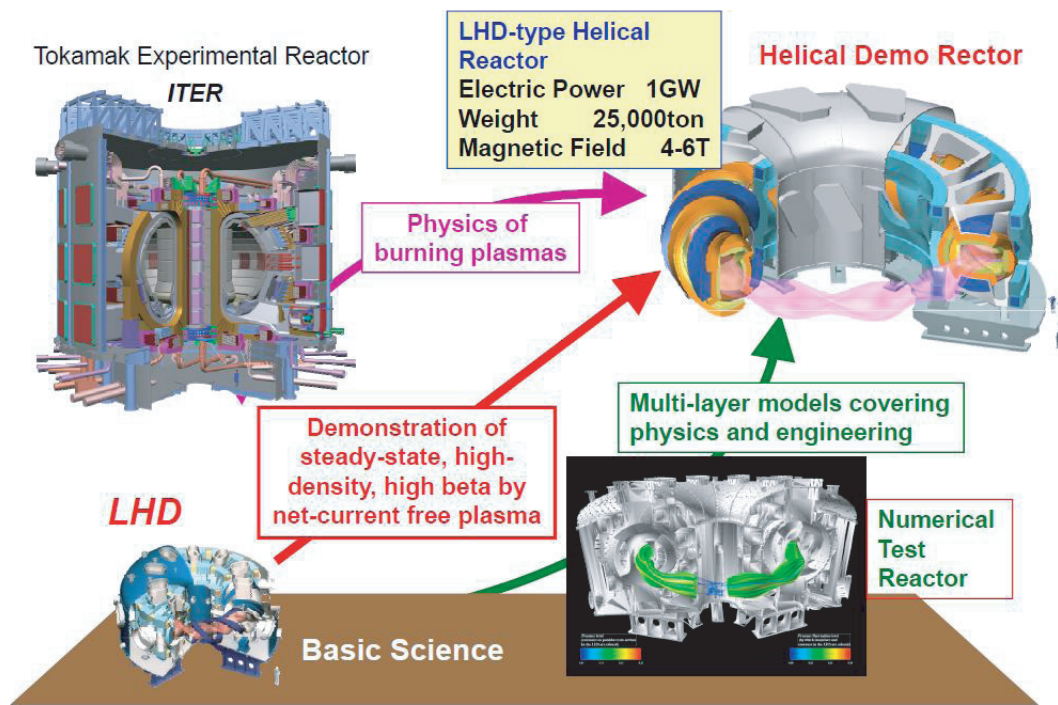 Tokamak Experimental Reactor
ITER
LHD-type Helical
Reactor
Electric Power 1GW
Weight 25,000ton
Magnetic Field 4-6T
Helical Demo Rector
Physics of
burning plasmas
Demonstration of
steady-state, high-
density, high beta by
net-current free plasma
Multi-layer models covering
physics and engineering
LHD
Numerical
Test
Reactor
Basic Science